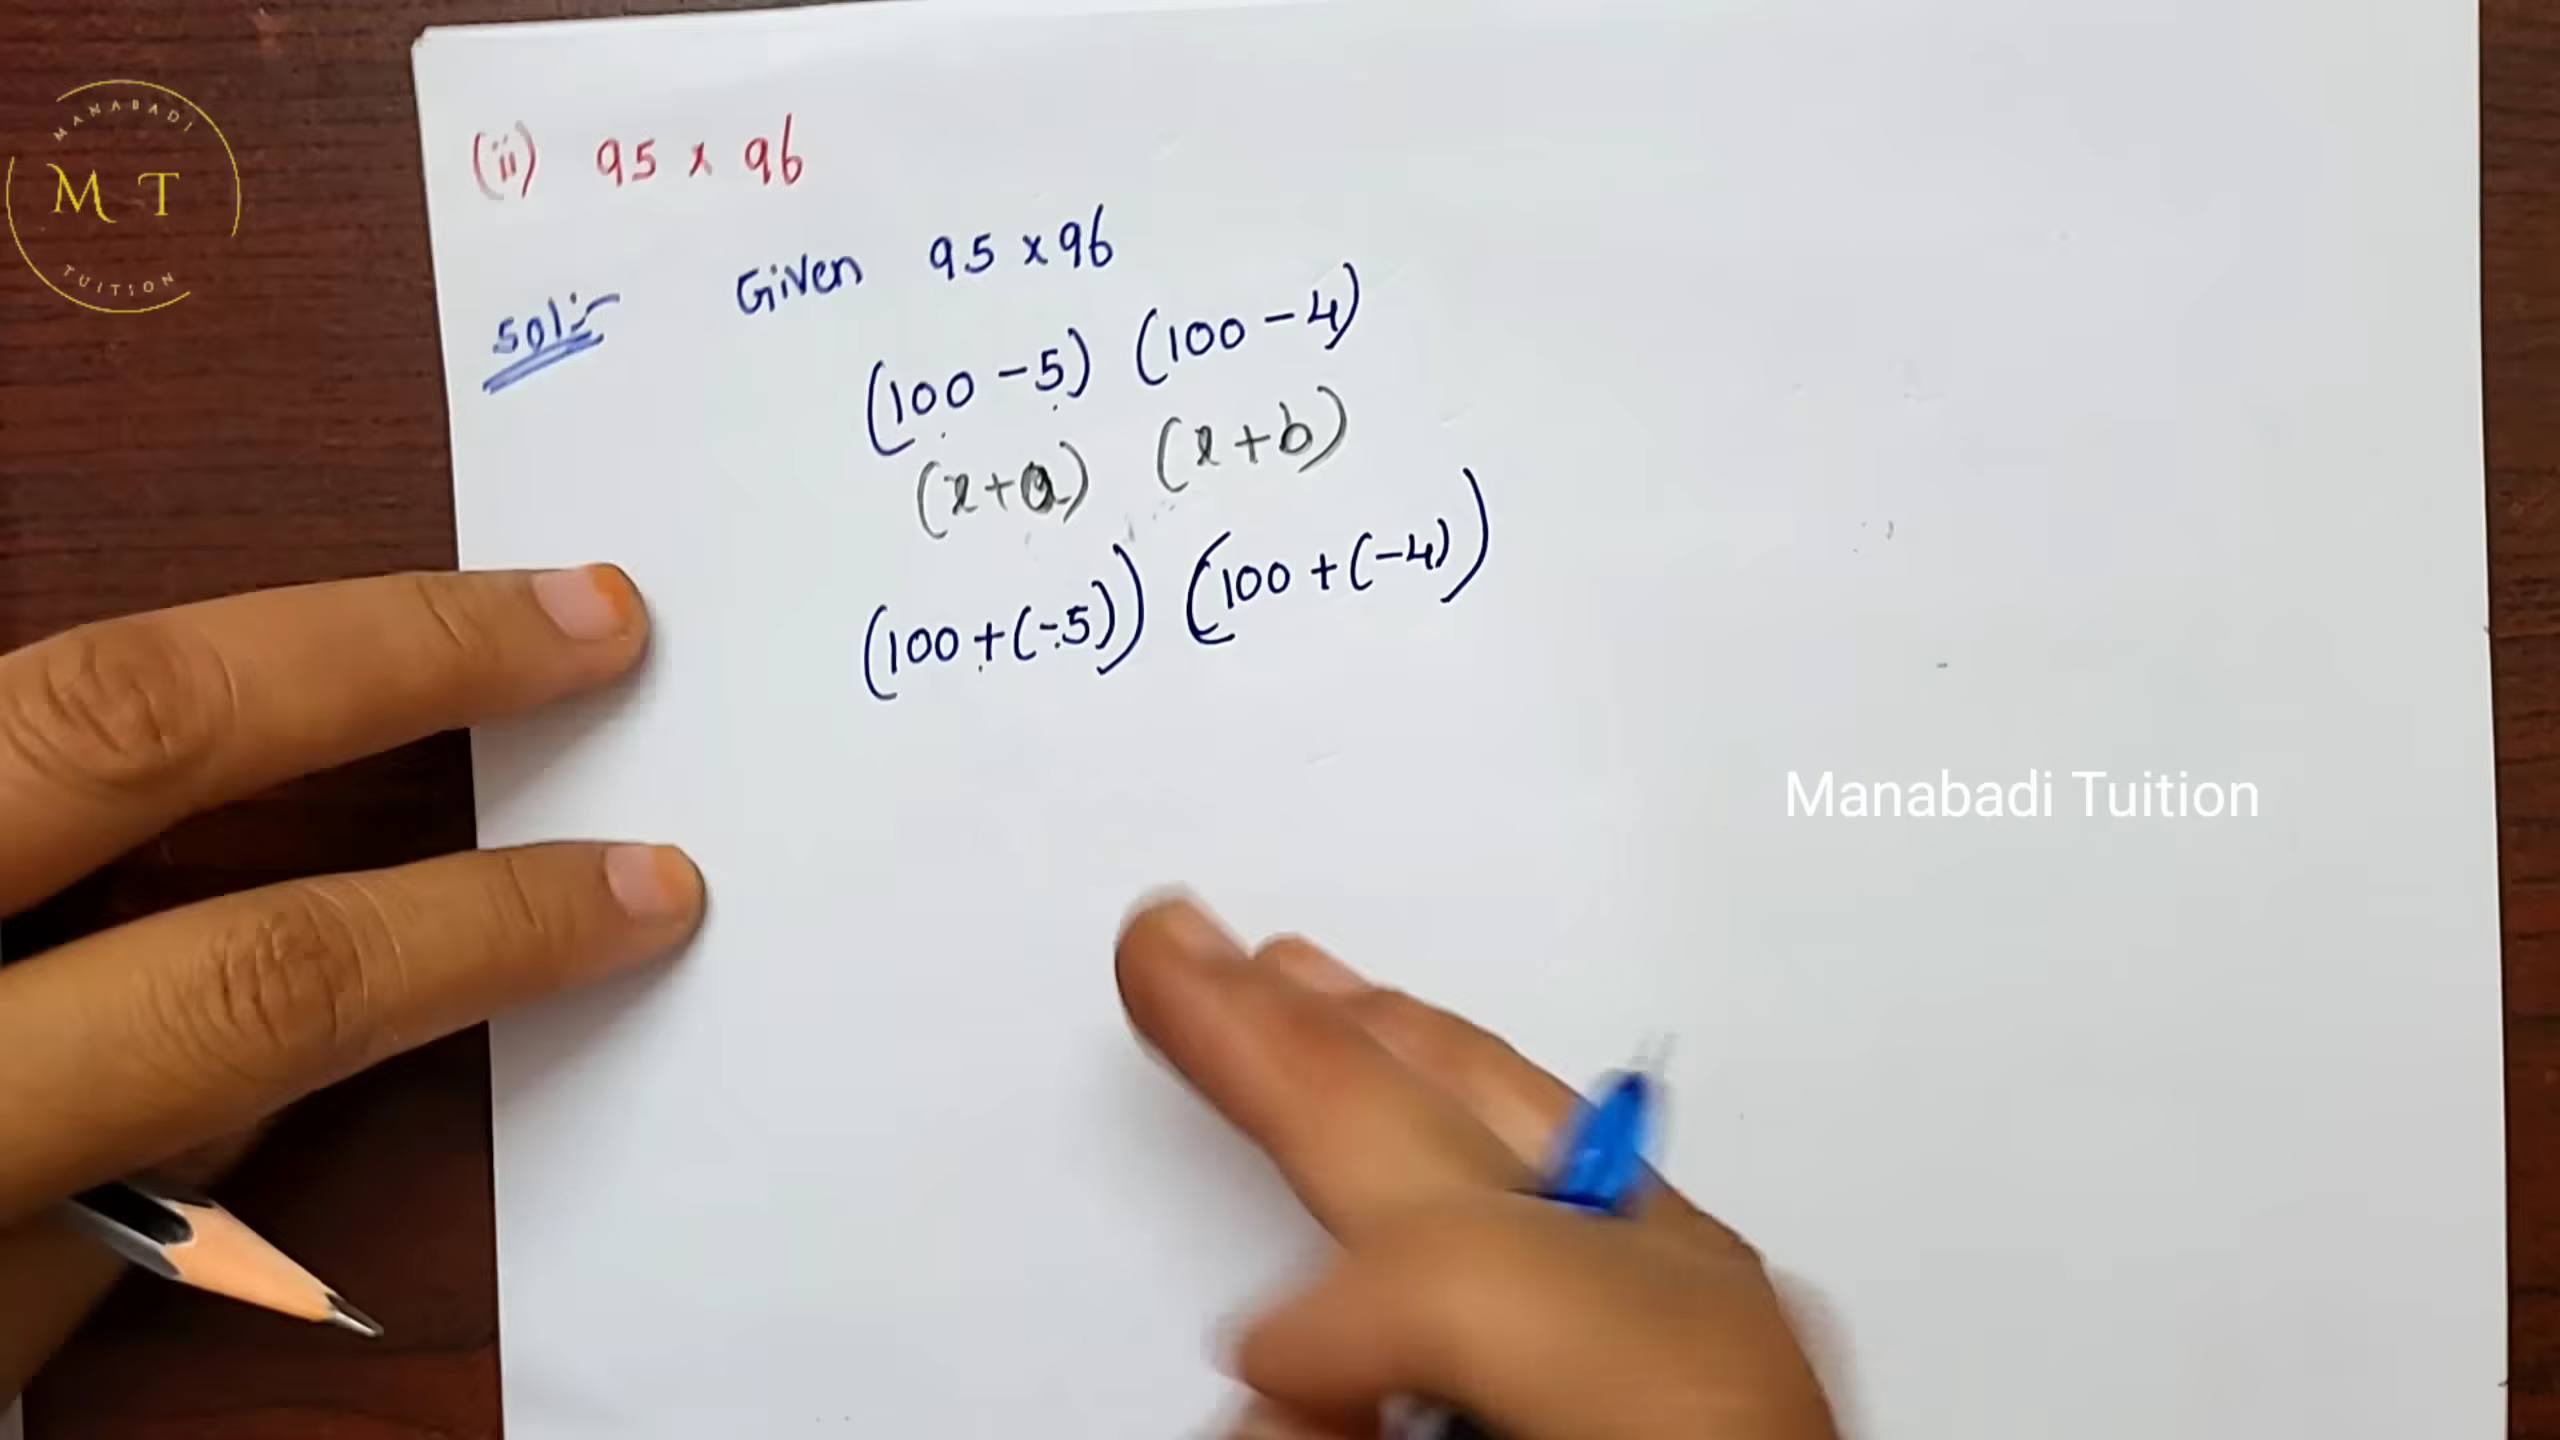 MANABADI
M T
TUITION
(ii) 95 x 96
Sol:- Given 95 x 96
(100 - 5) (100 - 4)
(x+a) (x+b)
(100 + (-5)) (100 + (-4))
Manabadi Tuition